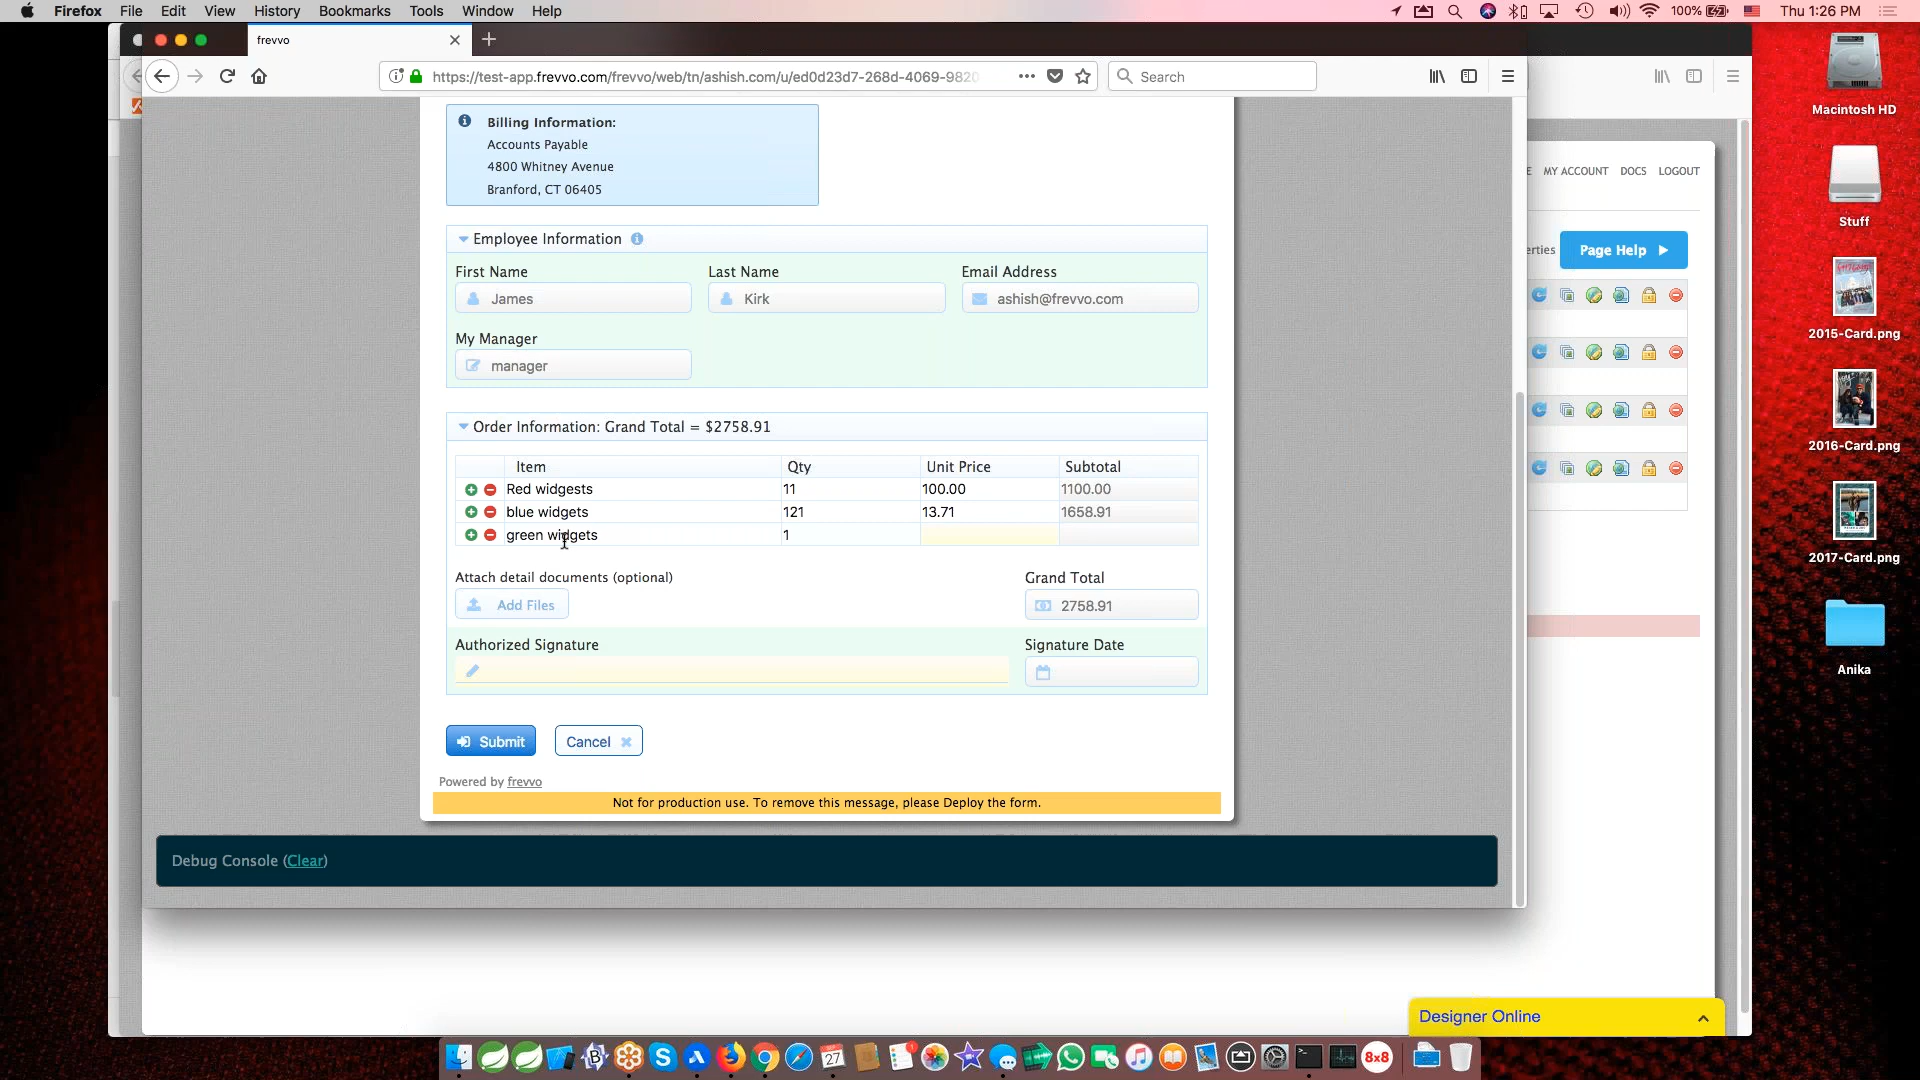 Firefox File Edit View History Bookmarks Tools Window Help 100% Thu 1:26 PM
frevvo
https://test-app.frevvo.com/frevvo/web/tn/ashish.com/u/ed0d23d7-268d-4069-9820
Search
Billing Information:
Accounts Payable
4800 Whitney Avenue
Branford, CT 06405
MY ACCOUNT DOCS LOGOUT
Page Help
Employee Information
First Name Last Name Email Address
James Kirk ashish@frevvo.com
My Manager
manager
Order Information: Grand Total = $2758.91
Item Qty Unit Price Subtotal
Red widgests 11 100.00 1100.00
blue widgets 121 13.71 1658.91
green widgets 1
Attach detail documents (optional) Grand Total
Add Files 2758.91
Authorized Signature Signature Date
Submit Cancel
Powered by frevvo
Not for production use. To remove this message, please Deploy the form.
Debug Console (Clear)
Designer Online
Macintosh HD
Stuff
2015-Card.png
2016-Card.png
2017-Card.png
Anika
27
8x8